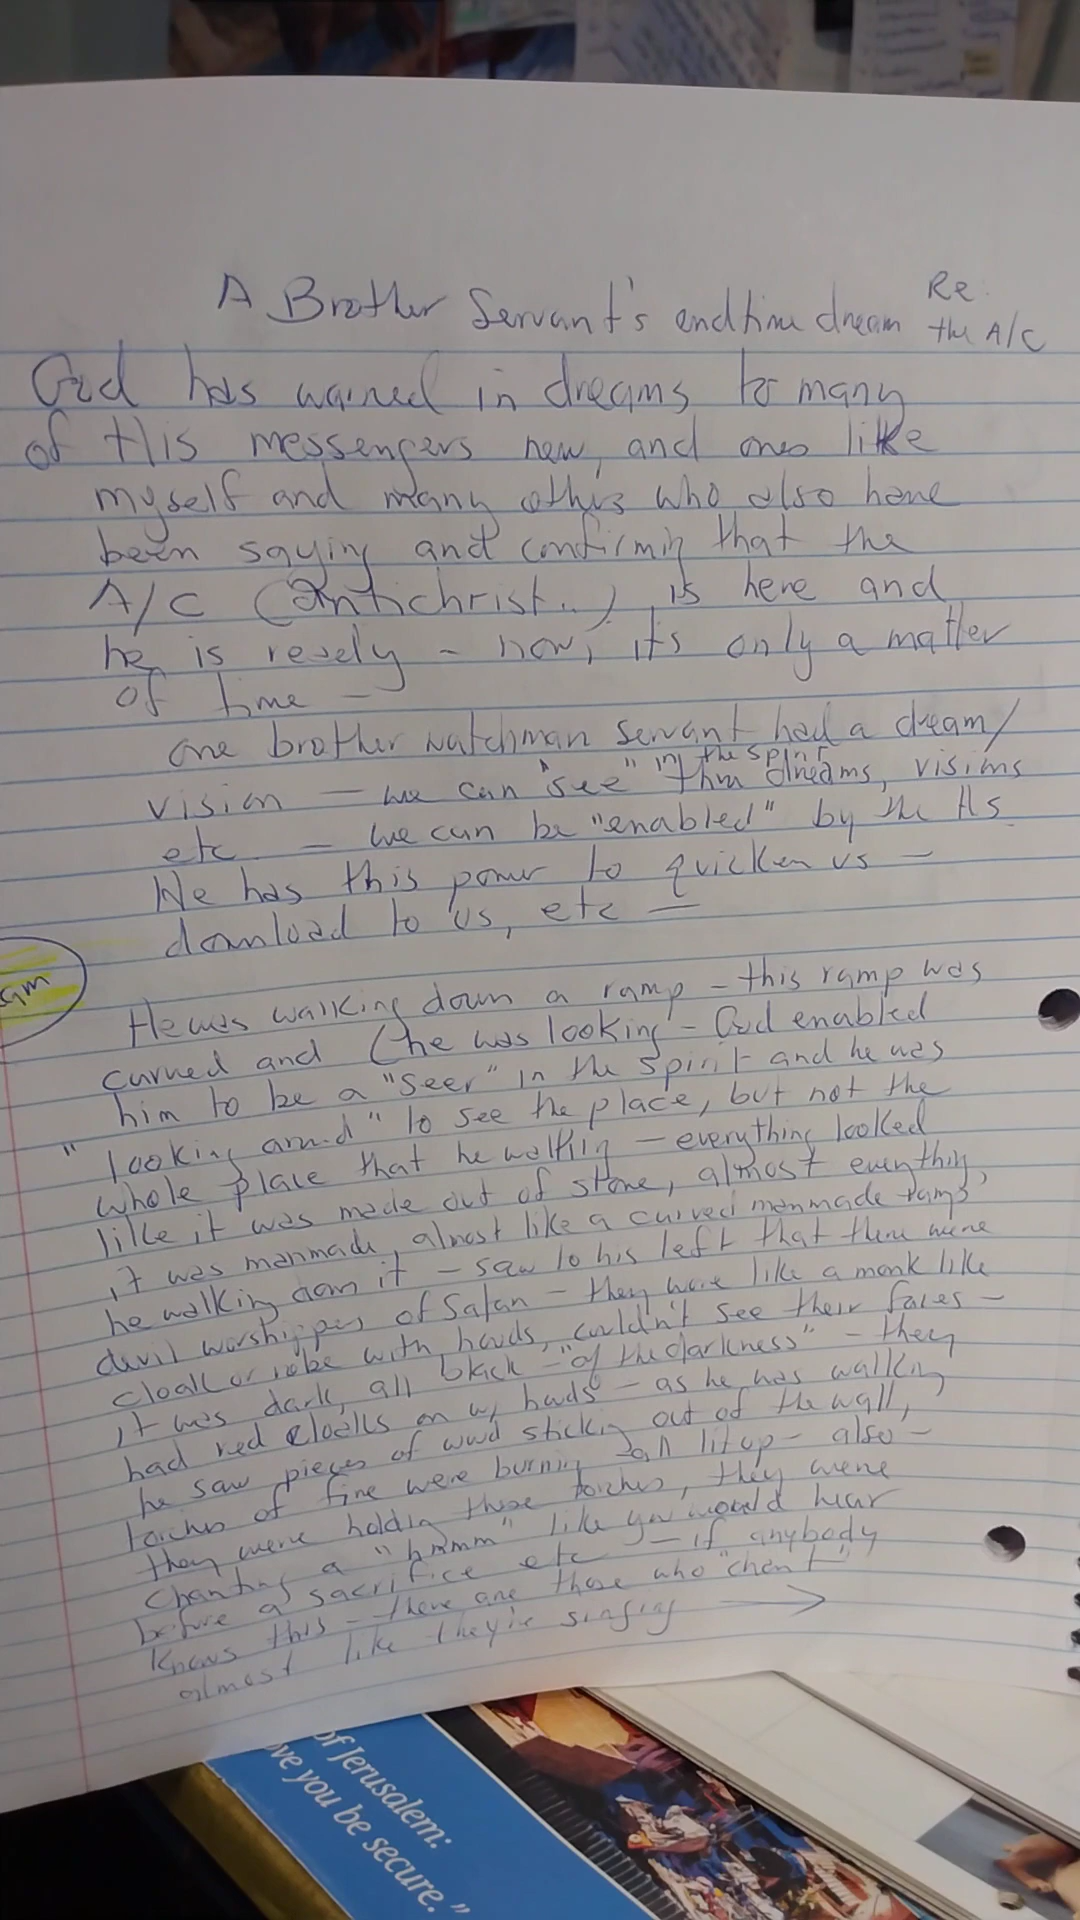 A Brother Servant's endtime dream Re: the A/C
God has warned in dreams to many
of His messengers now, and ones like
myself and many others who also have
been saying and confirming that the
A/C (antichrist..) is here and
he is ready - now, it's only a matter
of time -
one brother watchman servant had a dream/
vision - we can "see" in the spirit thru dreams, visions
etc - we can be "enabled" by the HS.
He has this power to quicken us -
download to us, etc -
He was walking down a ramp - this ramp was
curved and (he was looking - God enabled
him to be a "seer" in the spirit and he was
"looking around" to see the place, but not the
whole place that he walking - everything looked
like it was made out of stone, almost everything,
it was manmade, almost like a curved manmade ramp
he walking down it - saw to his left that there were
devil worshippers of Satan - they wore like a monk like
cloak or robe with hoods, couldn't see their faces -
it was dark, all black - "of the darkness" - they
had red cloaks on w/ hoods - as he was walking
he saw pieces of wood sticking out of the wall,
torches of fire were burning - all lit up - also -
they were holding these torches, they were
chanting a "hmmm" like you would hear
before a sacrifice etc - if anybody
knows this - there are those who "chant"
almost like they're singing
of Jerusalem:
ove you be secure."